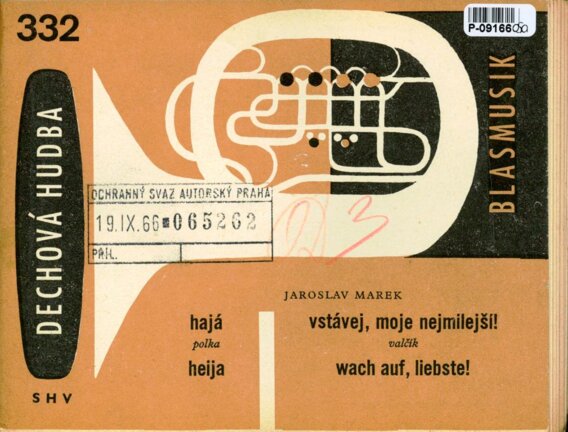 332
P-09166
DECHOVÁ HUDBA
BLASMUSIK
OCHRANNÝ SVAZ AUTORSKÝ PRAHA
19.IX.66 065262
PŘÍL.
JAROSLAV MAREK
hajá
polka
heija
vstávej, moje nejmilejší!
valčík
wach auf, liebste!
SHV